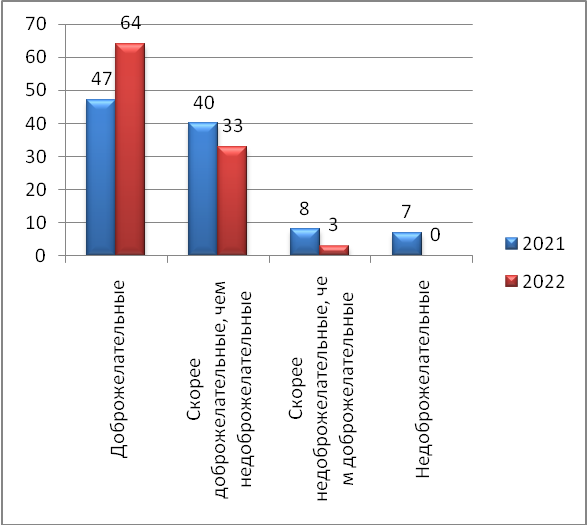 70
60
50
40
30
20
10
0
47
64
40
33
8
3
7
0
Доброжелательные
Скорее
доброжелательные, чем
недоброжелательные
Скорее
недоброжелательные, че
м доброжелательные
Недоброжелательные
2021
2022